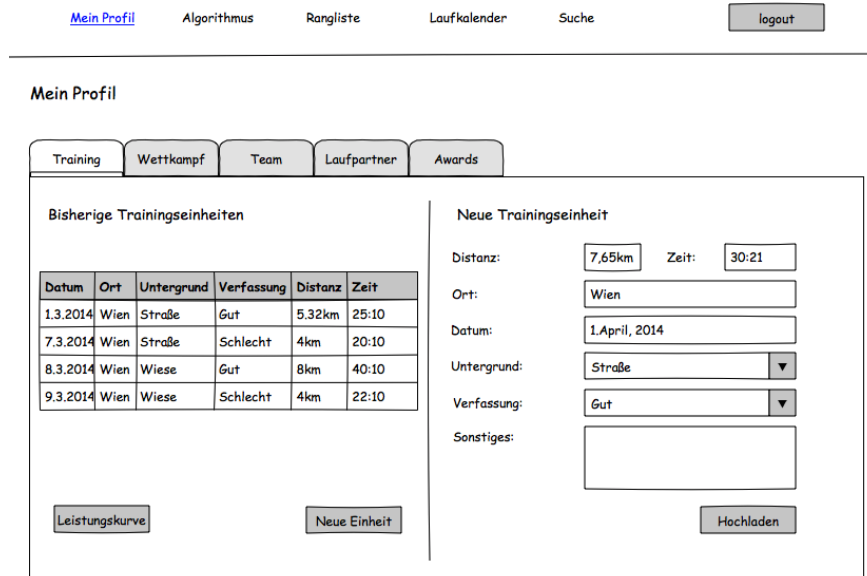 Mein Profil Algorithmus Rangliste Laufkalender Suche logout
Mein Profil
Training Wettkampf Team Laufpartner Awards
Bisherige Trainingseinheiten
Datum Ort Untergrund Verfassung Distanz Zeit
1.3.2014 Wien Straße Gut 5.32km 25:10
7.3.2014 Wien Straße Schlecht 4km 20:10
8.3.2014 Wien Wiese Gut 8km 40:10
9.3.2014 Wien Wiese Schlecht 4km 22:10
Leistungskurve Neue Einheit
Neue Trainingseinheit
Distanz: 7,65km Zeit: 30:21
Ort: Wien
Datum: 1.April, 2014
Untergrund: Straße
Verfassung: Gut
Sonstiges:
Hochladen